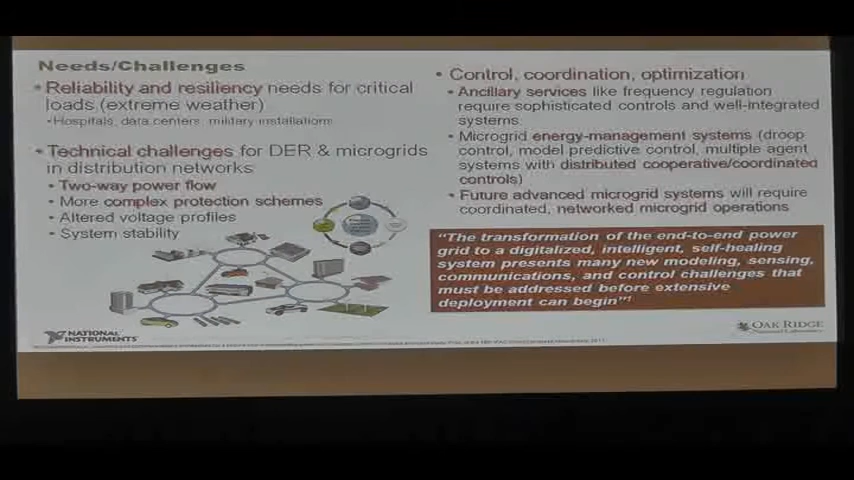 Needs/Challenges
• Reliability and resiliency needs for critical
loads (extreme weather)
• Hospitals, data centers, military installations
• Technical challenges for DER & microgrids
in distribution networks
• Two-way power flow
• More complex protection schemes
• Altered voltage profiles
• System stability
NATIONAL
INSTRUMENTS
• Control, coordination, optimization
• Ancillary services like frequency regulation
require sophisticated controls and well-integrated
systems.
• Microgrid energy-management systems (droop
control, model predictive control, multiple agent
systems with distributed cooperative/coordinated
controls)
• Future advanced microgrid systems will require
coordinated, networked microgrid operations
"The transformation of the end-to-end power
grid to a digitalized, intelligent, self-healing
system presents many new modeling, sensing,
communications, and control challenges that
must be addressed before extensive
deployment can begin"1
OAK RIDGE
National Laboratory